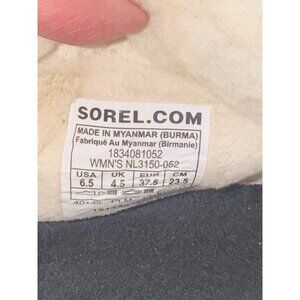 SOREL.COM
MADE IN MYANMAR (BURMA)
Fabriqué Au Myanmar (Birmanie)
1834081052
WMN'S NL3150-052
USA UK EUR CM
6.5 4.5 37.5 23.5